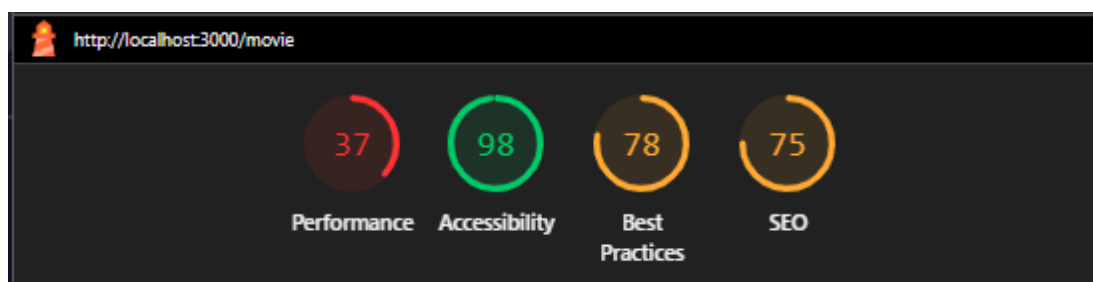 http://localhost:3000/movie
37
98
78
75
Performance
Accessibility
Best
Practices
SEO